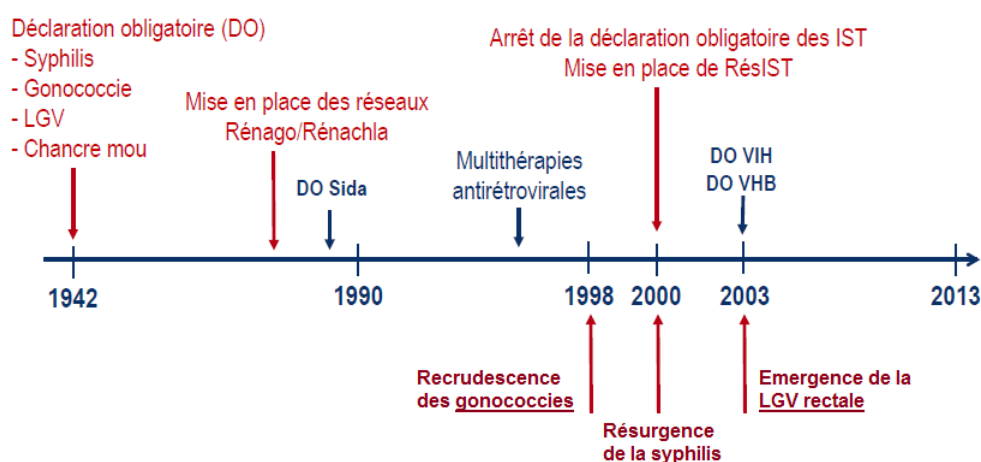 Déclaration obligatoire (DO)
- Syphilis
- Gonococcie
- LGV
- Chancre mou
Mise en place des réseaux
Rénago/Rénachla
DO Sida
Multithérapies
antirétrovirales
Arrêt de la déclaration obligatoire des IST
Mise en place de RésIST
DO VIH
DO VHB
1942
1990
1998
2000
2003
2013
Recrudescence
des gonococcies
Résurgence
de la syphilis
Emergence de la
LGV rectale